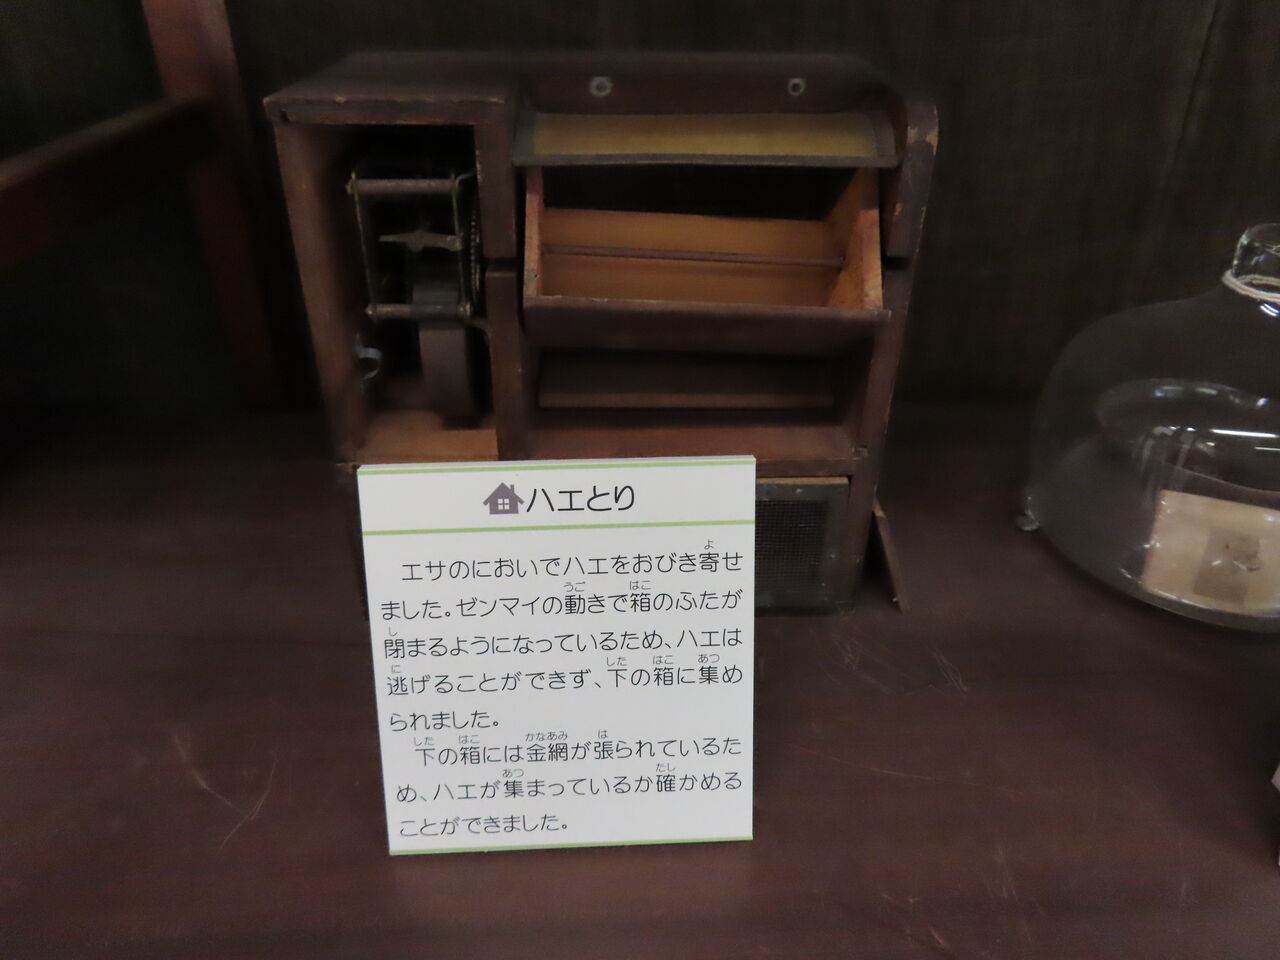 ハエとり
エサのにおいでハエをおびき寄せ
ました。ゼンマイの動きで箱のふたが
閉まるようになっているため、ハエは
逃げることができず、下の箱に集め
られました。
下の箱には金網が張られているた
め、ハエが集まっているか確かめる
ことができました。